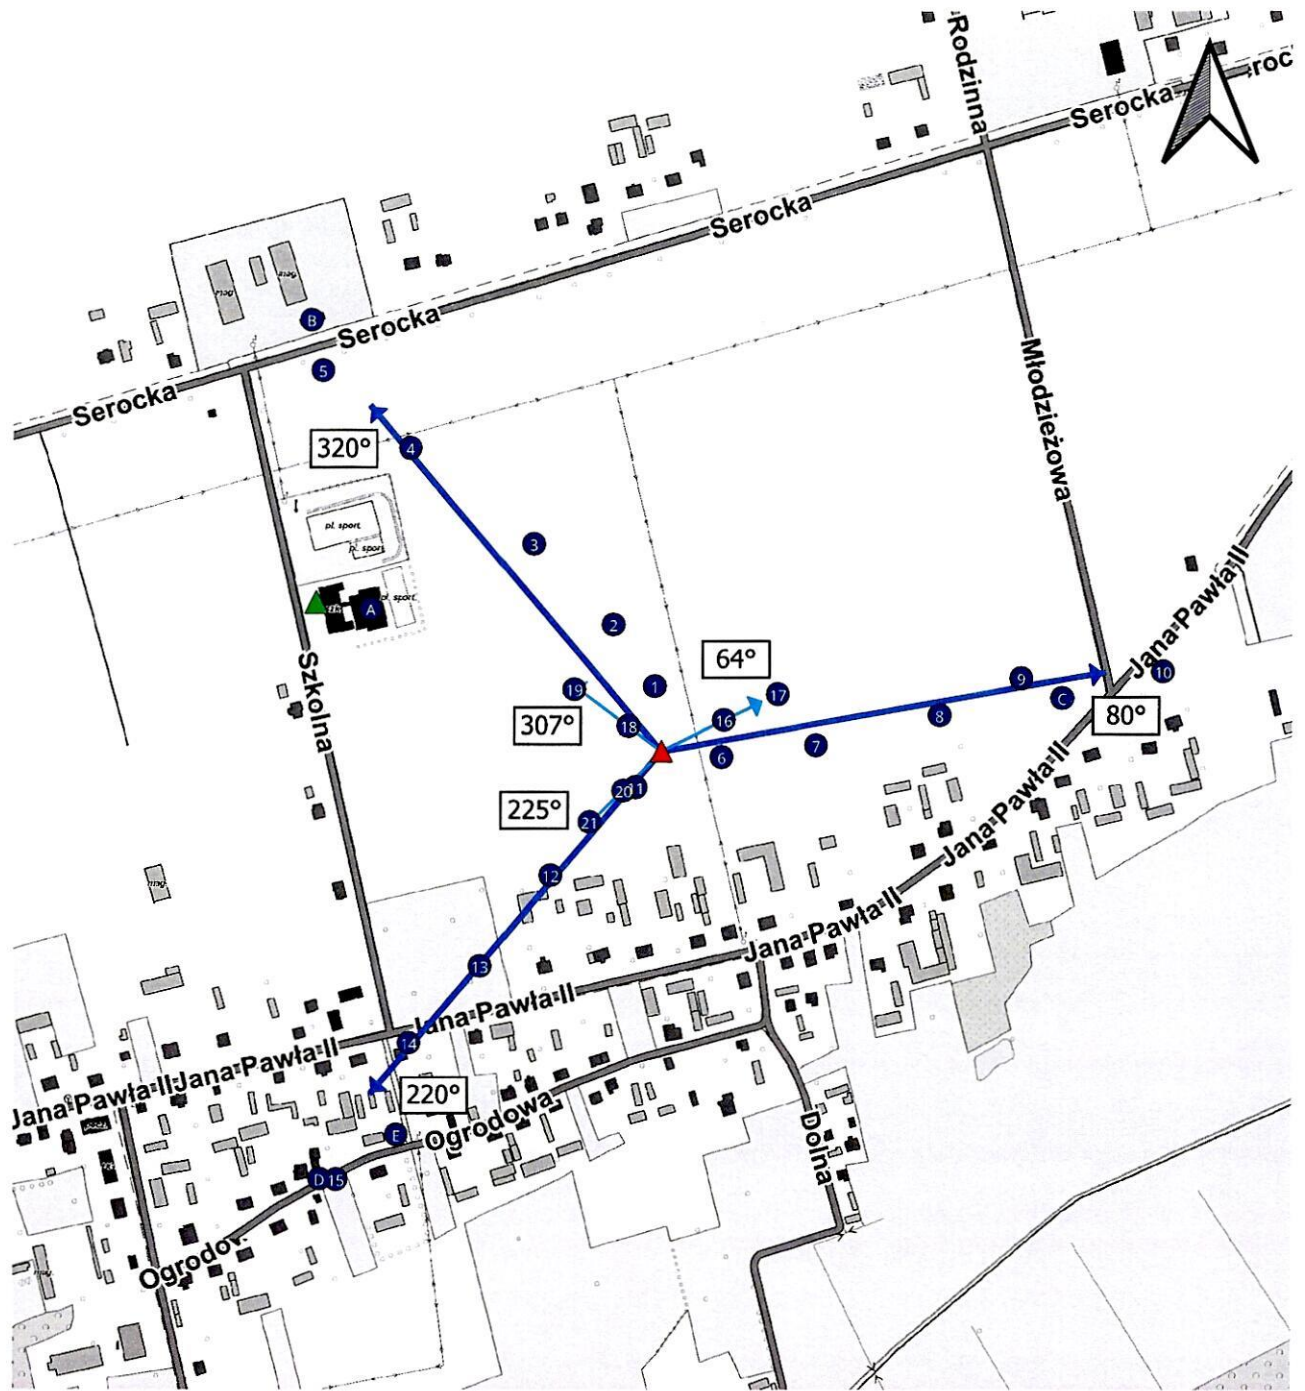 Rodzinna
Serocka
Serocka
B
Serocka
5
Serocka
Młodzieżowa
320°
4
pl. sport.
pl. sport.
3
Jana Pawła II
A
pl. sport.
2
Szkolna
64°
19
1
17
9
10
C
307°
18
16
8
80°
6
7
225°
20
11
21
Jana Pawła II
12
mag
Jana Pawła II
13
Jana Pawła II
14
Jana Pawła II
Jana Pawła II
220°
Ogrodowa
E
Dolna
D
15